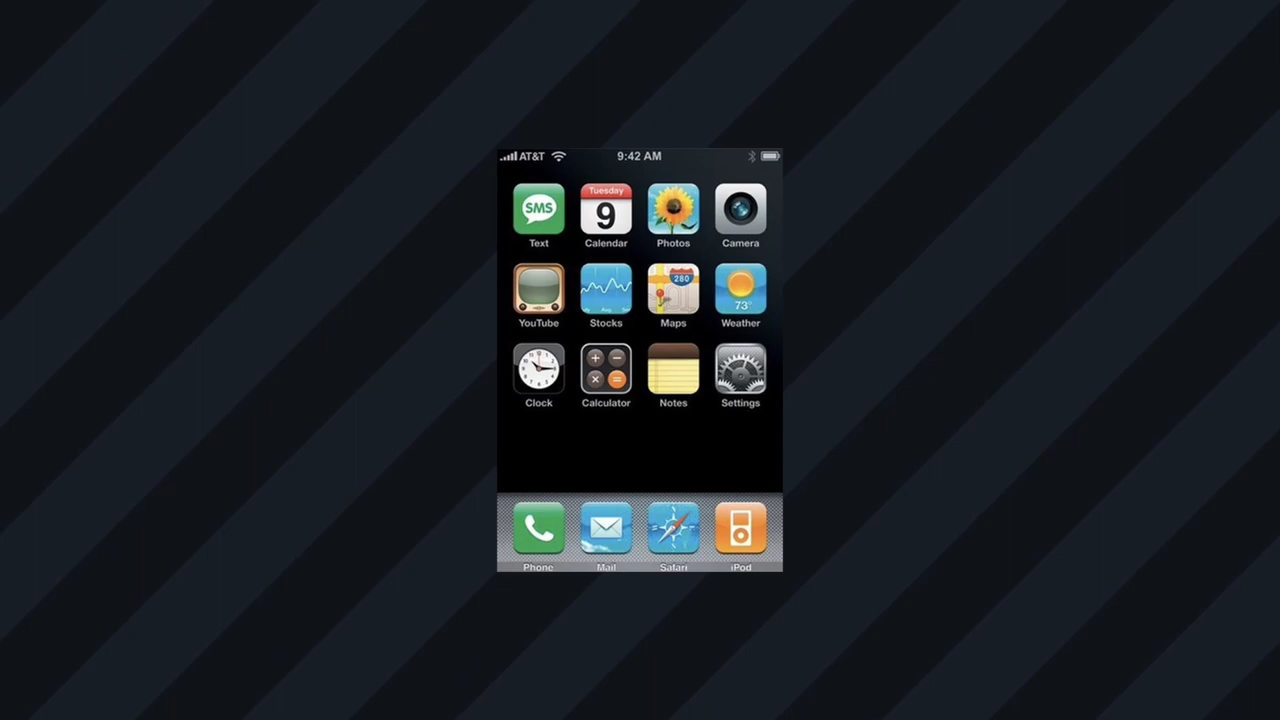 AT&T 9:42 AM
SMS Tuesday 9
Text Calendar Photos Camera
280 73°
YouTube Stocks Maps Weather
Clock Calculator Notes Settings
Phone Mail Safari iPod